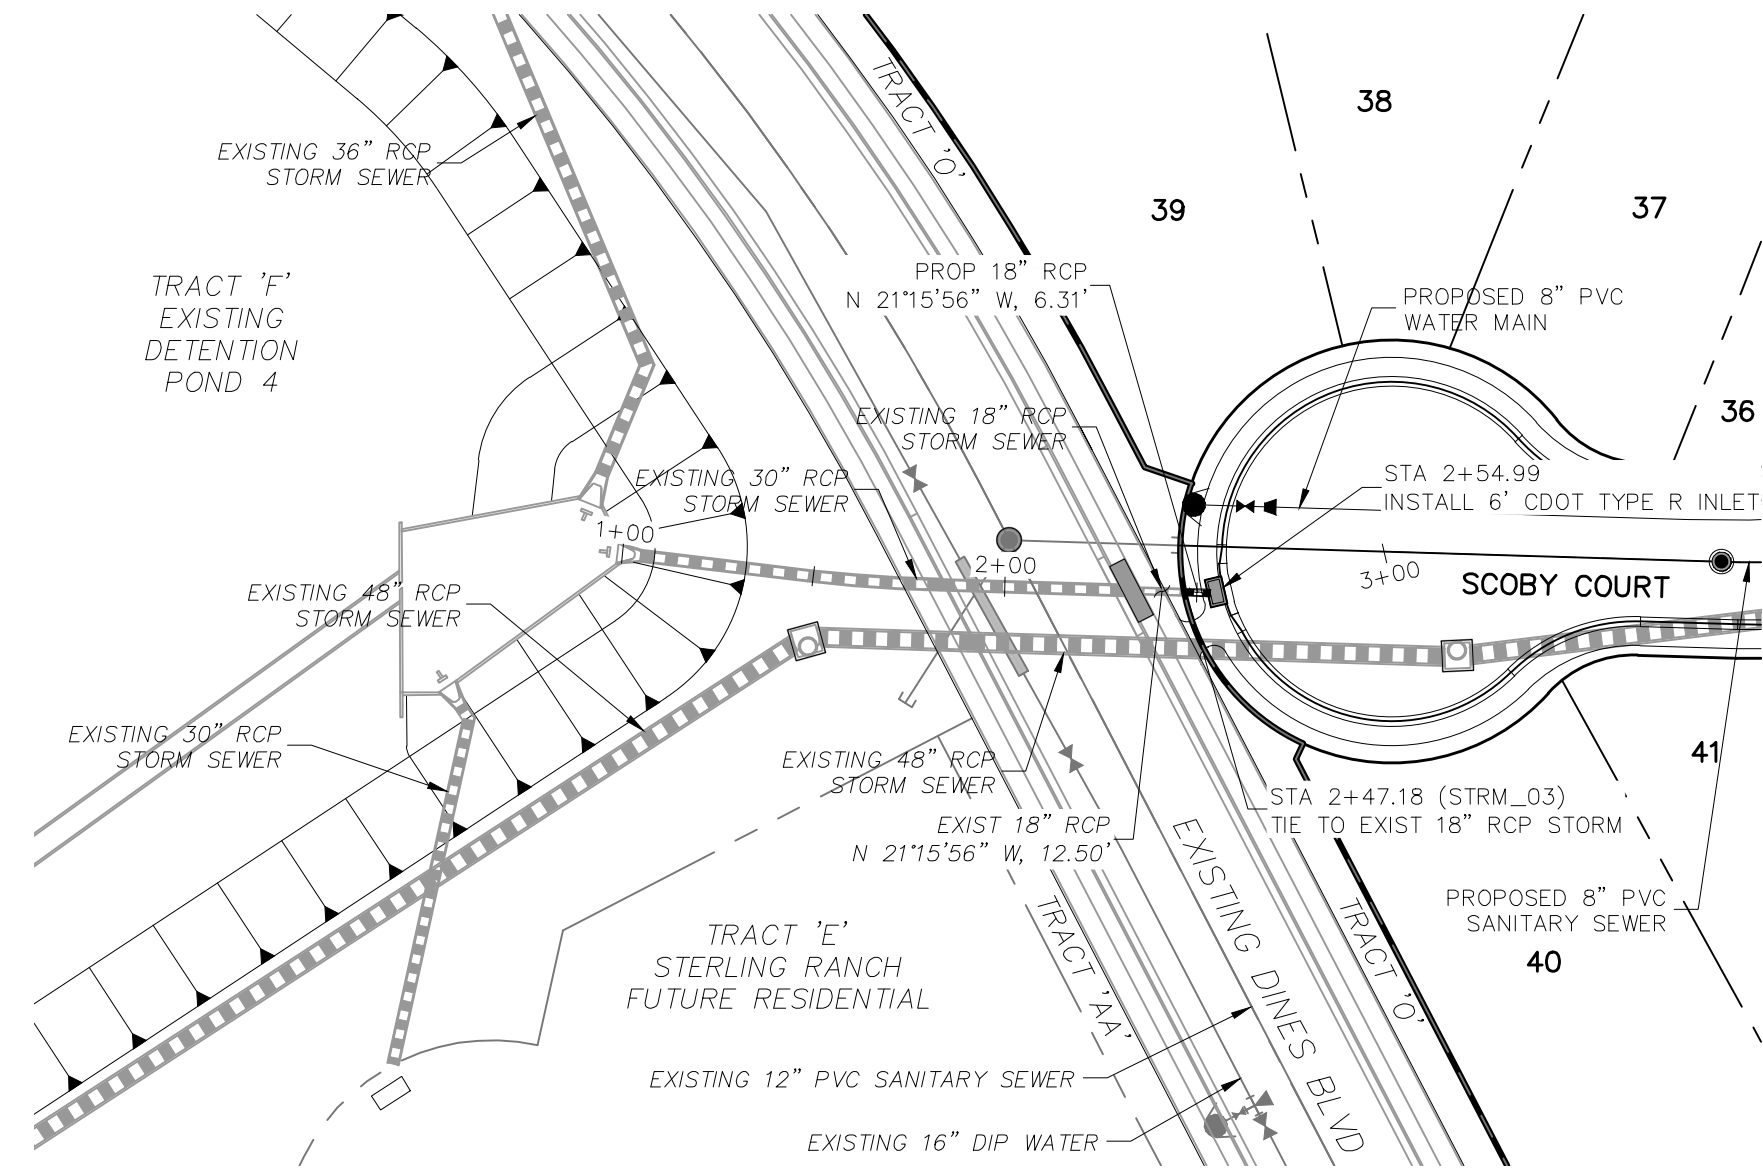 TRACT 'O'
38
EXISTING 36” RCP
STORM SEWER
39
37
TRACT 'F'
EXISTING
DETENTION
POND 4
PROP 18” RCP
N 21°15'56” W, 6.31'
PROPOSED 8” PVC
WATER MAIN
36
EXISTING 18” RCP
STORM SEWER
EXISTING 30” RCP
STORM SEWER
STA 2+54.99
INSTALL 6' CDOT TYPE R INLET
1+00
2+00
3+00
SCOBY COURT
EXISTING 48” RCP
STORM SEWER
EXISTING 30” RCP
STORM SEWER
EXISTING 48” RCP
STORM SEWER
41
STA 2+47.18 (STRM_03)
TIE TO EXIST 18” RCP STORM
EXIST 18” RCP
N 21°15'56” W, 12.50'
EXISTING DINES BLVD
PROPOSED 8” PVC
SANITARY SEWER
TRACT 'AA'
TRACT 'O'
TRACT 'E'
STERLING RANCH
FUTURE RESIDENTIAL
40
EXISTING 12” PVC SANITARY SEWER
EXISTING 16” DIP WATER